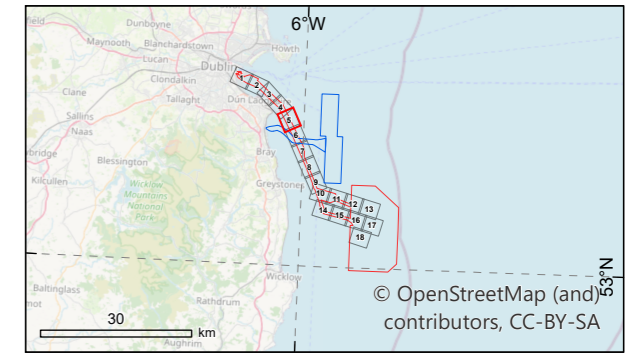 6°W
Dunboyne
Maynooth
Blanchardstown
Howth
Lucan
Dublin
Clane
Clondalkin
1
2
3
Tallaght
Dún
4
Sallins
5
Naas
6
bridge
7
Bray
Blessington
8
Kilcullen
9
Greystones
Wicklow
Mountains
National
Park
10
11
12
13
14
15
16
17
18
Wicklow
53°N
Baltinglass
Rathdrum
© OpenStreetMap (and)
contributors, CC-BY-SA
30
km
Aughrim